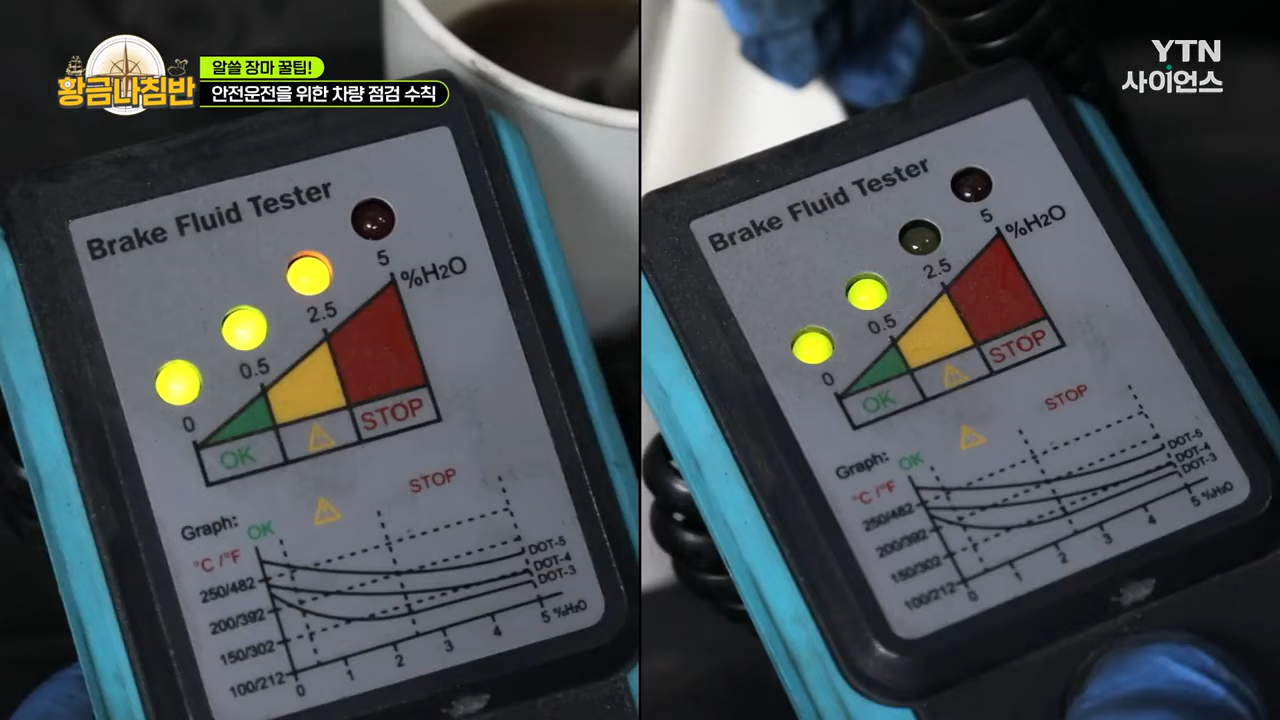 황금나침반
알쓸 장마 꿀팁!
안전운전을 위한 차량 점검 수칙
YTN
사이언스
Brake Fluid Tester
5
%H2O
2.5
0.5
0
OK
STOP
STOP
Graph:
OK
°C /°F
250/482
200/392
150/302
100/212
DOT-5
DOT-4
DOT-3
0 1 2 3 4 5 %H2O
Brake Fluid Tester
5
%H2O
2.5
0.5
0
OK
STOP
STOP
Graph:
OK
°C /°F
250/482
200/392
150/302
100/212
DOT-5
DOT-4
DOT-3
0 1 2 3 4 5 %H2O